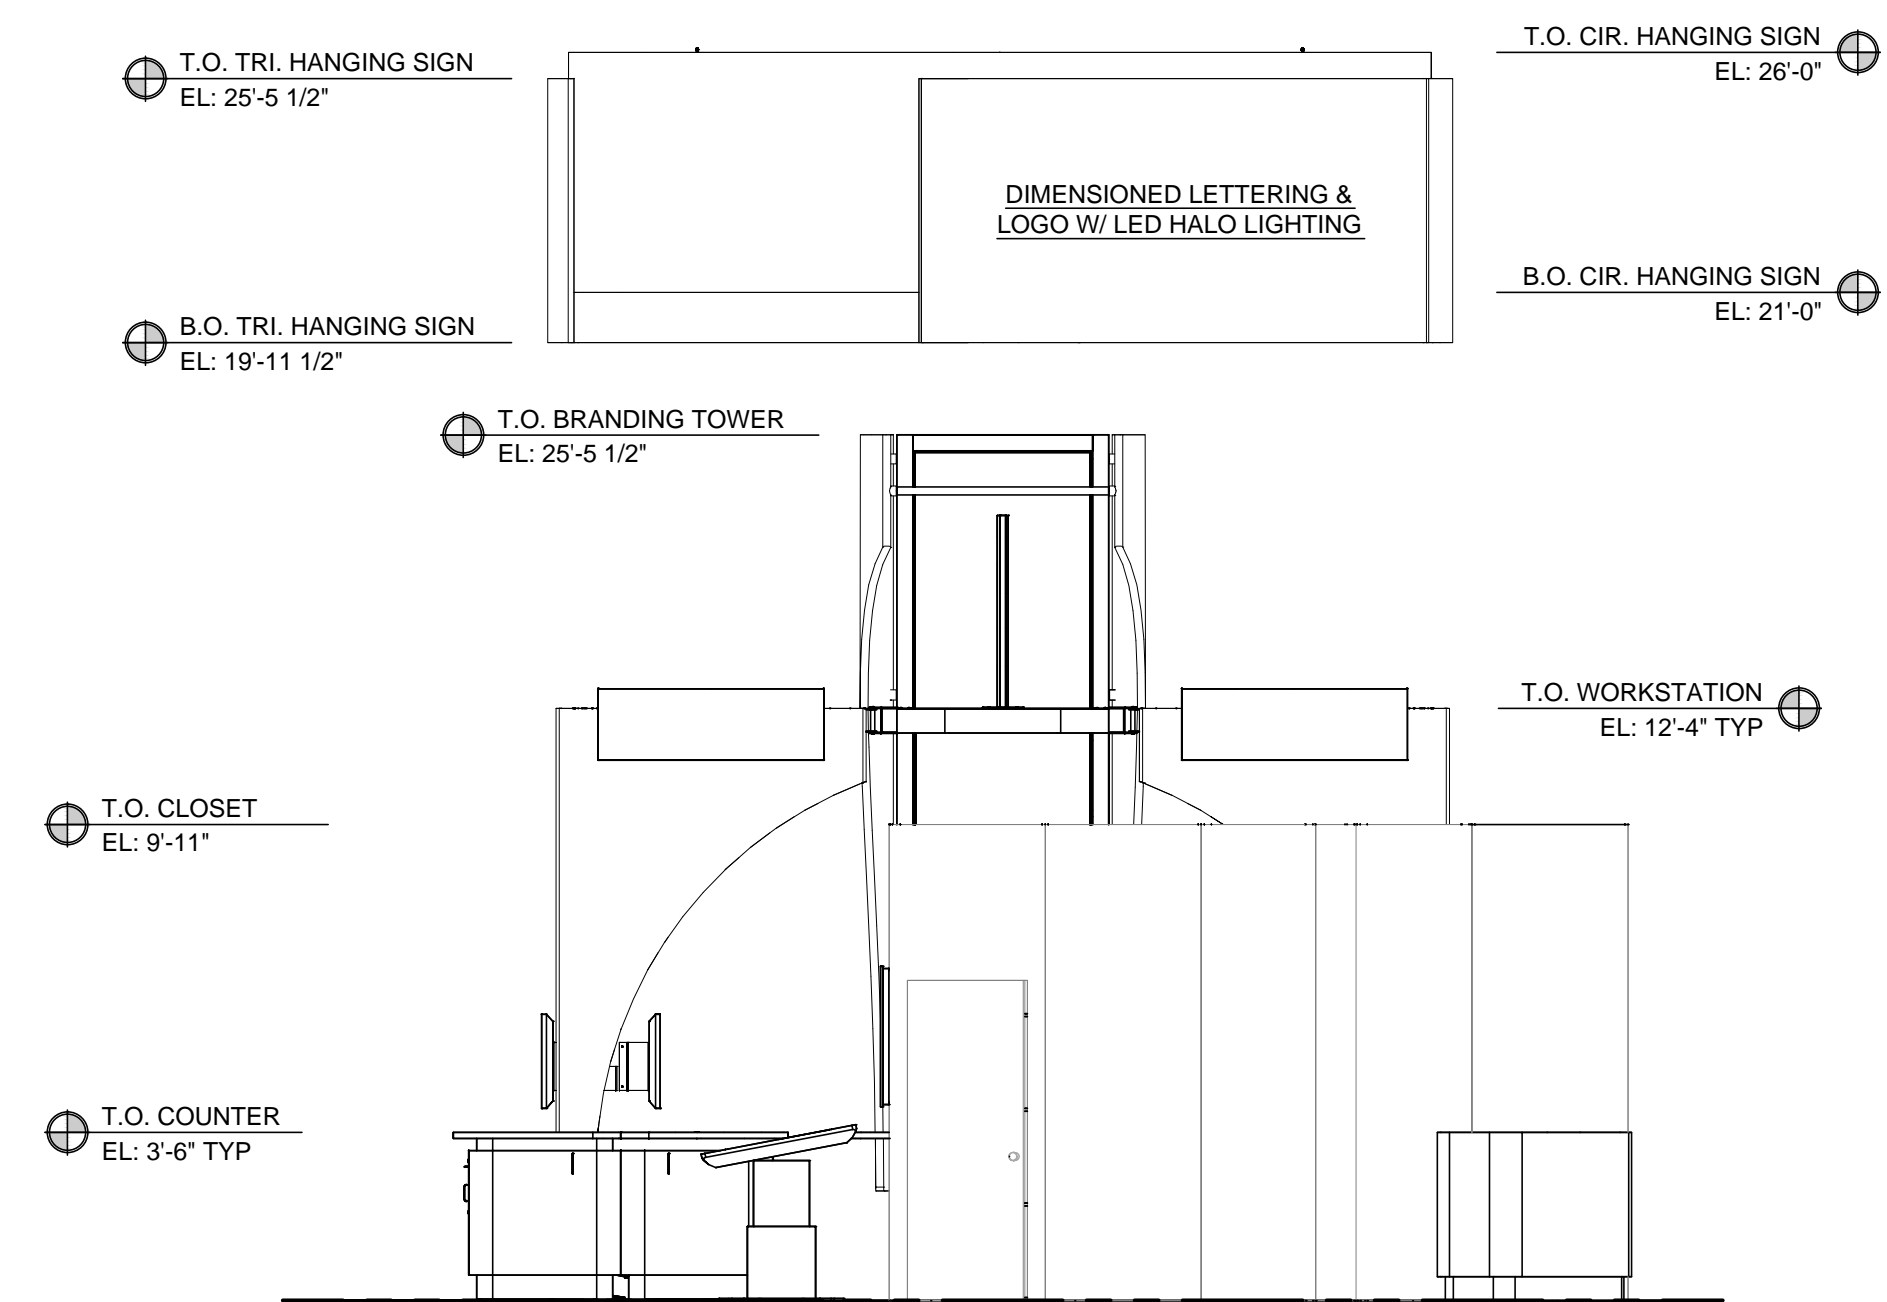 T.O. TRI. HANGING SIGN
EL: 25'-5 1/2"
T.O. CIR. HANGING SIGN
EL: 26'-0"
DIMENSIONED LETTERING &
LOGO W/ LED HALO LIGHTING
B.O. CIR. HANGING SIGN
EL: 21'-0"
B.O. TRI. HANGING SIGN
EL: 19'-11 1/2"
T.O. BRANDING TOWER
EL: 25'-5 1/2"
T.O. WORKSTATION
EL: 12'-4" TYP
T.O. CLOSET
EL: 9'-11"
T.O. COUNTER
EL: 3'-6" TYP